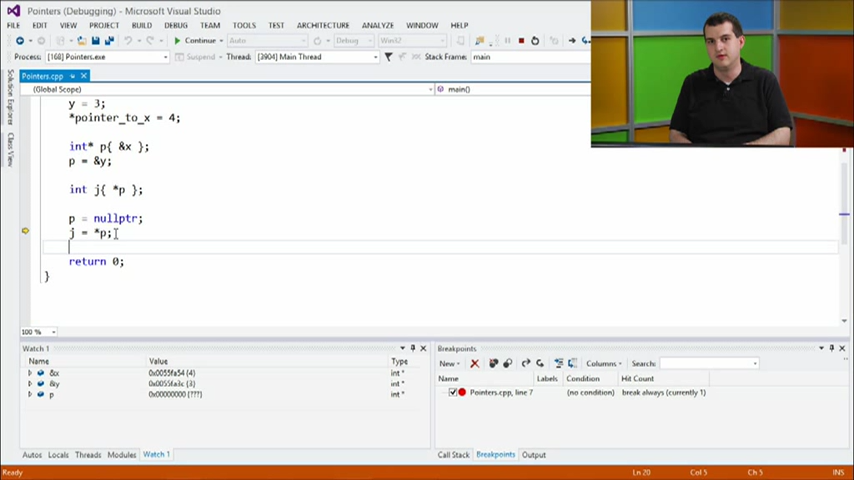 Pointers (Debugging) - Microsoft Visual Studio
FILE EDIT VIEW PROJECT BUILD DEBUG TEAM TOOLS TEST ARCHITECTURE ANALYZE WINDOW HELP
Continue Auto Debug Win32
Process: [168] Pointers.exe Suspend Thread: [3904] Main Thread Stack Frame: main
Solution Explorer
Class View
Pointers.cpp
(Global Scope) main()
y = 3;
*pointer_to_x = 4;
int* p{ &x };
p = &y;
int j{ *p };
p = nullptr;
j = *p;
return 0;
}
100 %
Watch 1
Name Value Type
&x 0x0055fa54 {4} int *
&y 0x0055fa3c {3} int *
p 0x00000000 {???} int *
Autos Locals Threads Modules Watch 1
Breakpoints
New Columns Search:
Name Labels Condition Hit Count
Pointers.cpp, line 7 (no condition) break always (currently 1)
Call Stack Breakpoints Output
Ready Ln 20 Col 5 Ch 5 INS